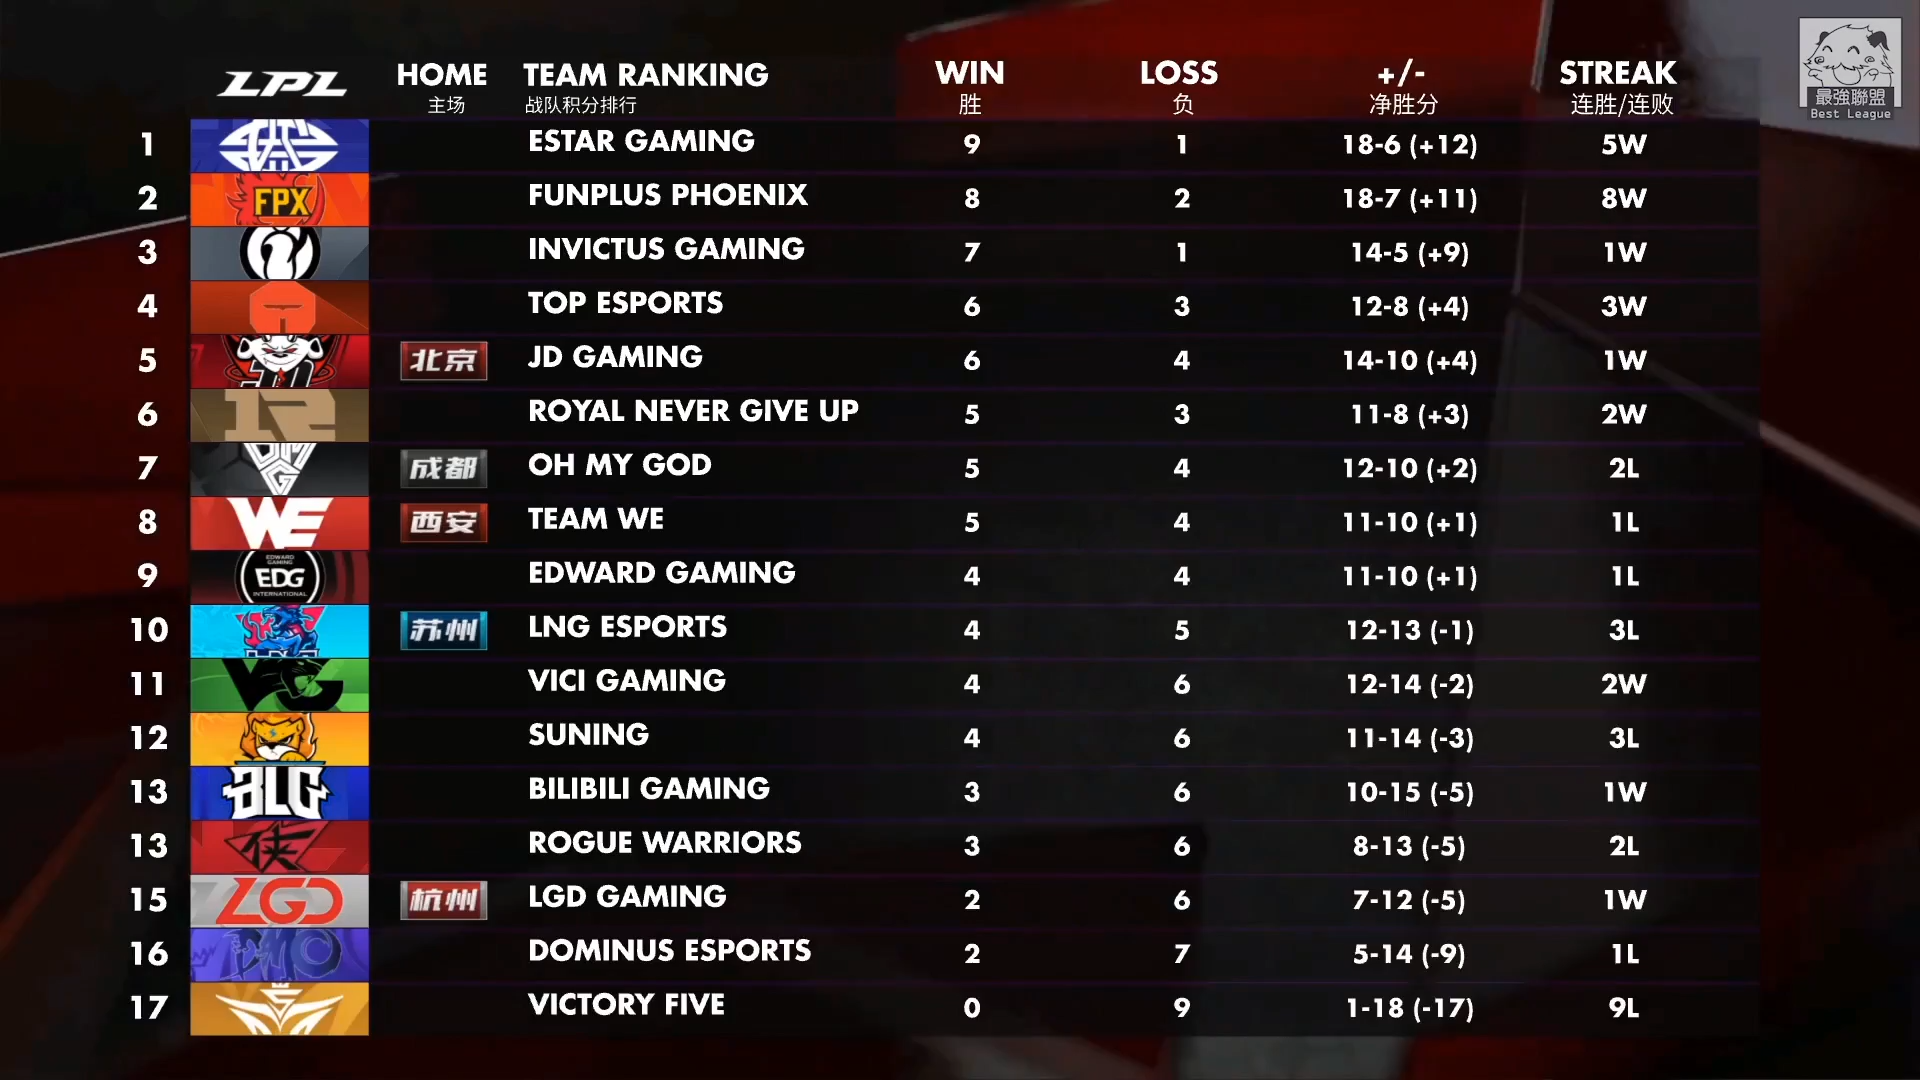 LPL HOME TEAM RANKING WIN LOSS +/- STREAK
主场 战队积分排行 胜 负 净胜分 连胜/连败
最強聯盟
Best League
1 ESTAR GAMING 9 1 18-6 (+12) 5W
2 FPX FUNPLUS PHOENIX 8 2 18-7 (+11) 8W
3 INVICTUS GAMING 7 1 14-5 (+9) 1W
4 TOP ESPORTS 6 3 12-8 (+4) 3W
5 北京 JD GAMING 6 4 14-10 (+4) 1W
6 ROYAL NEVER GIVE UP 5 3 11-8 (+3) 2W
7 OMG 成都 OH MY GOD 5 4 12-10 (+2) 2L
8 WE 西安 TEAM WE 5 4 11-10 (+1) 1L
9 EDWARD GAMING EDG INTERNATIONAL EDWARD GAMING 4 4 11-10 (+1) 1L
10 苏州 LNG ESPORTS 4 5 12-13 (-1) 3L
11 VG VICI GAMING 4 6 12-14 (-2) 2W
12 SUNING 4 6 11-14 (-3) 3L
13 BLG BILIBILI GAMING 3 6 10-15 (-5) 1W
13 侠 ROGUE WARRIORS 3 6 8-13 (-5) 2L
15 LGD 杭州 LGD GAMING 2 6 7-12 (-5) 1W
16 DOMINUS ESPORTS 2 7 5-14 (-9) 1L
17 VICTORY FIVE 0 9 1-18 (-17) 9L